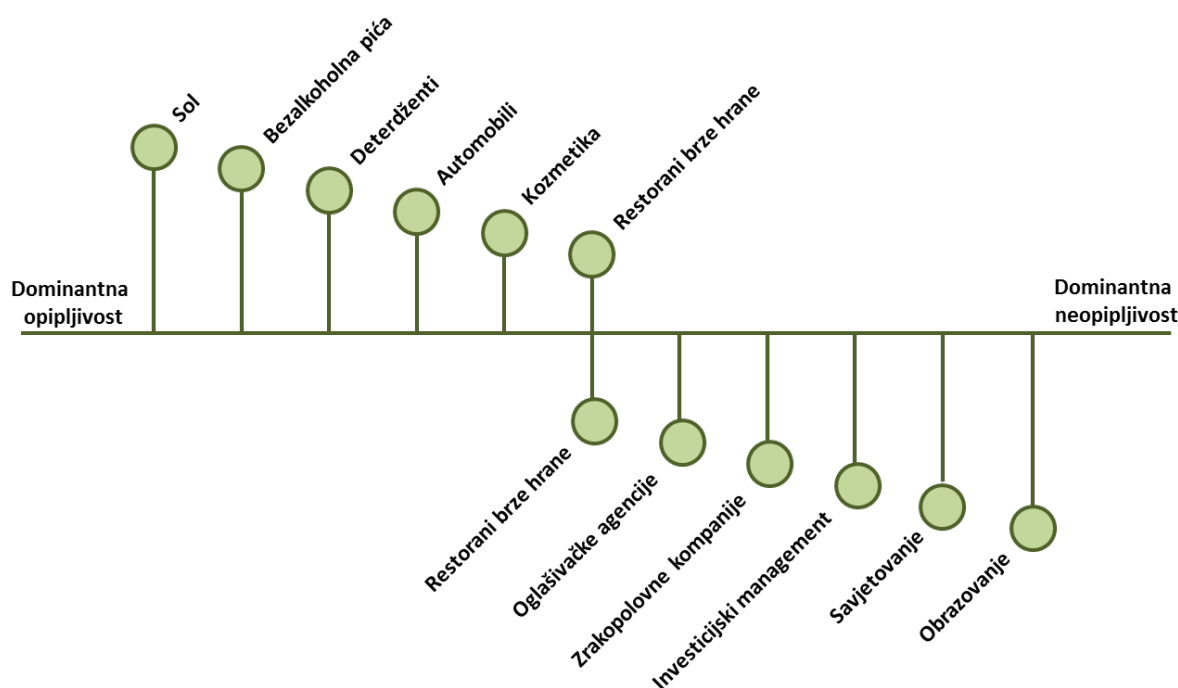 Sol
Bezalkoholna pića
Deterdženti
Automobili
Kozmetika
Restorani brze hrane
Dominantna
opipljivost
Dominantna
neopipljivost
Restorani brze hrane
Oglašivačke agencije
Zrakopolovne kompanije
Investicijski management
Savjetovanje
Obrazovanje